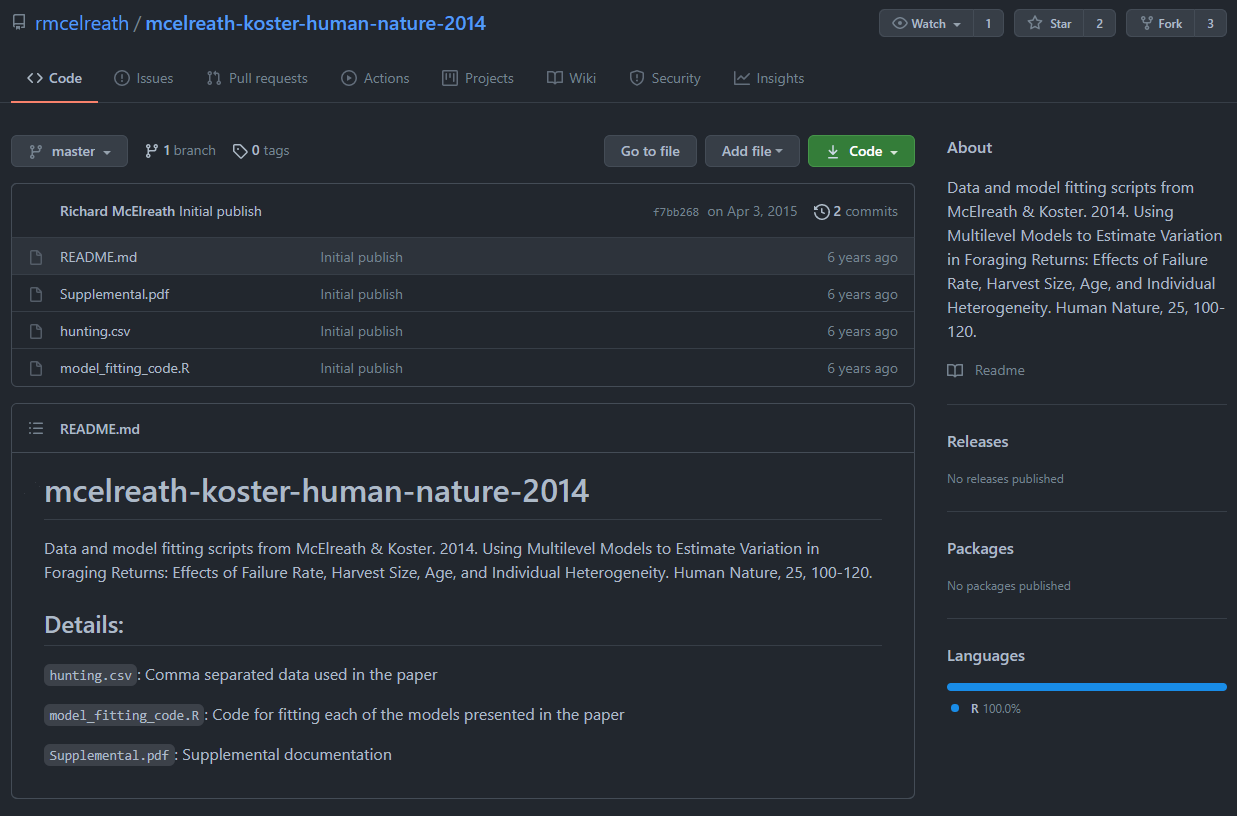 rmcelreath / mcelreath-koster-human-nature-2014
Watch 1 Star 2 Fork 3
Code Issues Pull requests Actions Projects Wiki Security Insights
master 1 branch 0 tags Go to file Add file Code
Richard McElreath Initial publish f7bb268 on Apr 3, 2015 2 commits
README.md Initial publish 6 years ago
Supplemental.pdf Initial publish 6 years ago
hunting.csv Initial publish 6 years ago
model_fitting_code.R Initial publish 6 years ago
README.md
mcelreath-koster-human-nature-2014
Data and model fitting scripts from McElreath & Koster. 2014. Using Multilevel Models to Estimate Variation in
Foraging Returns: Effects of Failure Rate, Harvest Size, Age, and Individual Heterogeneity. Human Nature, 25, 100-120.
Details:
hunting.csv: Comma separated data used in the paper
model_fitting_code.R: Code for fitting each of the models presented in the paper
Supplemental.pdf: Supplemental documentation
About
Data and model fitting scripts from
McElreath & Koster. 2014. Using
Multilevel Models to Estimate Variation
in Foraging Returns: Effects of Failure
Rate, Harvest Size, Age, and Individual
Heterogeneity. Human Nature, 25, 100-
120.
Readme
Releases
No releases published
Packages
No packages published
Languages
R 100.0%